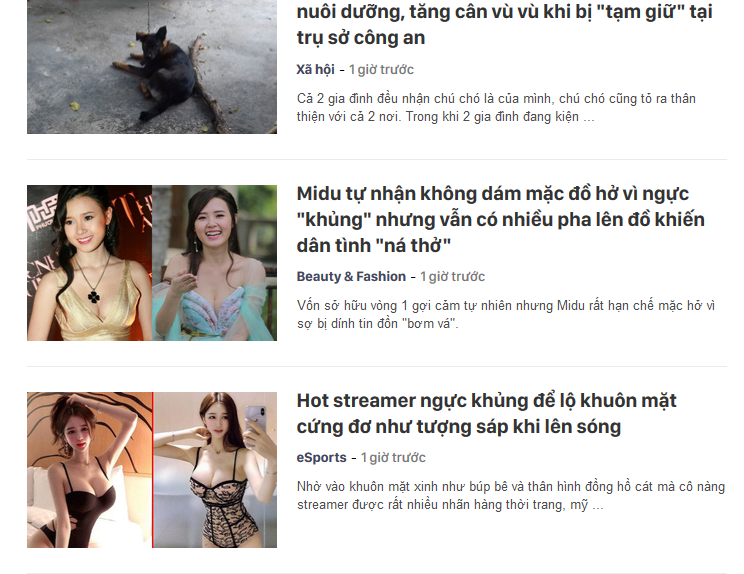 nuôi dưỡng, tăng cân vù vù khi bị "tạm giữ" tại
trụ sở công an
Xã hội - 1 giờ trước
Cả 2 gia đình đều nhận chú chó là của mình, chú chó cũng tỏ ra thân
thiện với cả 2 nơi. Trong khi 2 gia đình đang kiện ...
Midu tự nhận không dám mặc đồ hở vì ngực
"khủng" nhưng vẫn có nhiều pha lên đồ khiến
dân tình "ná thở"
Beauty & Fashion - 1 giờ trước
Vốn sở hữu vòng 1 gợi cảm tự nhiên nhưng Midu rất hạn chế mặc hở vì
sợ bị dính tin đồn "bơm vá".
Hot streamer ngực khủng để lộ khuôn mặt
cứng đơ như tượng sáp khi lên sóng
eSports - 1 giờ trước
Nhờ vào khuôn mặt xinh như búp bê và thân hình đồng hồ cát mà cô nàng
streamer được rất nhiều nhãn hàng thời trang, mỹ ...